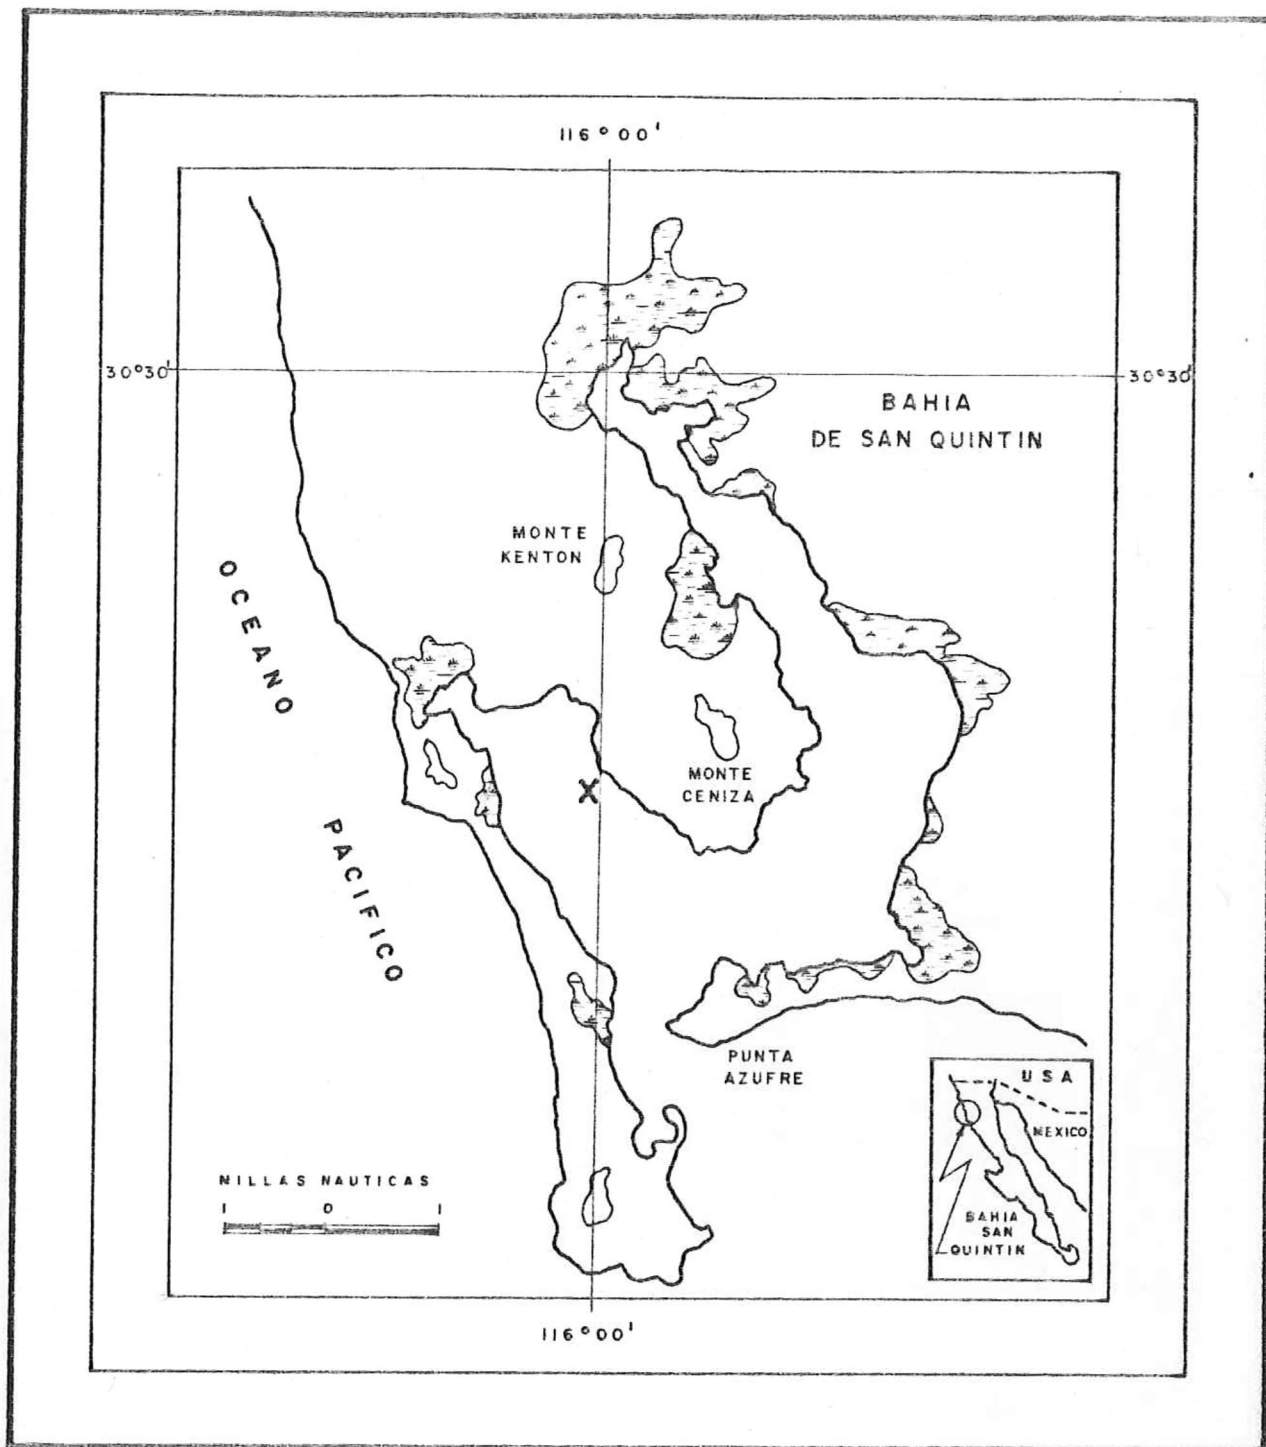 116°00'
30°30'
30°30'
BAHIA
DE SAN QUINTIN
MONTE
KENTON
OCEANO
PACIFICO
MONTE
CENIZA
X
PUNTA
AZUFRE
NILLAS NAUTICAS
1 0 1
USA
MEXICO
BAHIA
SAN
QUINTIN
116°00'